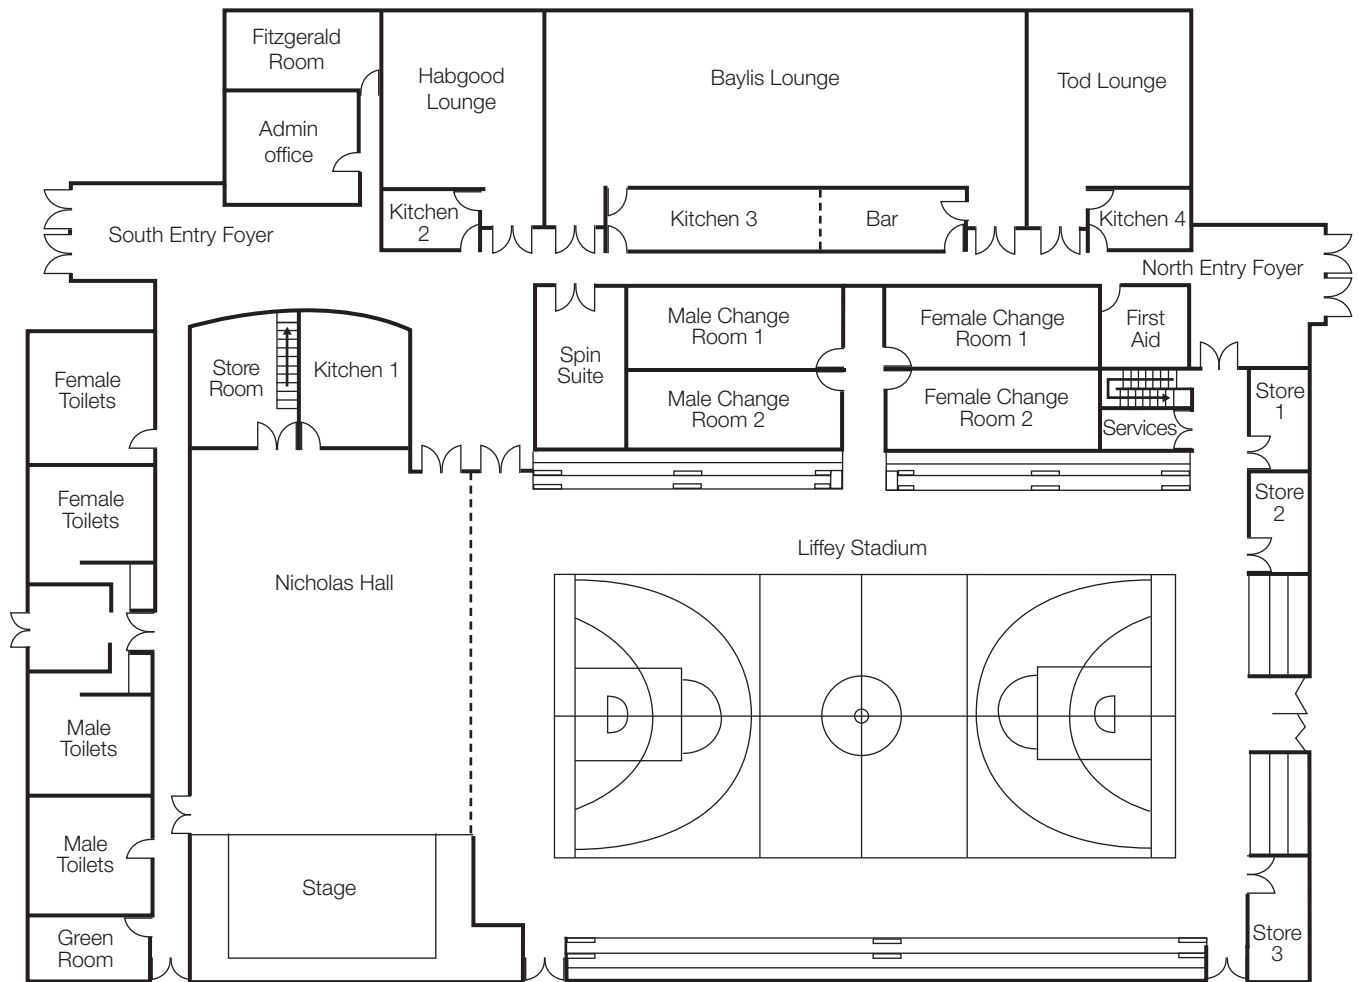 Fitzgerald
Room
Habgood
Lounge
Baylis Lounge
Tod Lounge
Admin
office
Kitchen
2
Kitchen 3
Bar
Kitchen 4
South Entry Foyer
North Entry Foyer
Male Change
Room 1
Female Change
Room 1
First
Aid
Store
Room
Kitchen 1
Spin
Suite
Female
Toilets
Male Change
Room 2
Female Change
Room 2
Services
Store
1
Female
Toilets
Store
2
Liffey Stadium
Nicholas Hall
Male
Toilets
Male
Toilets
Stage
Green
Room
Store
3